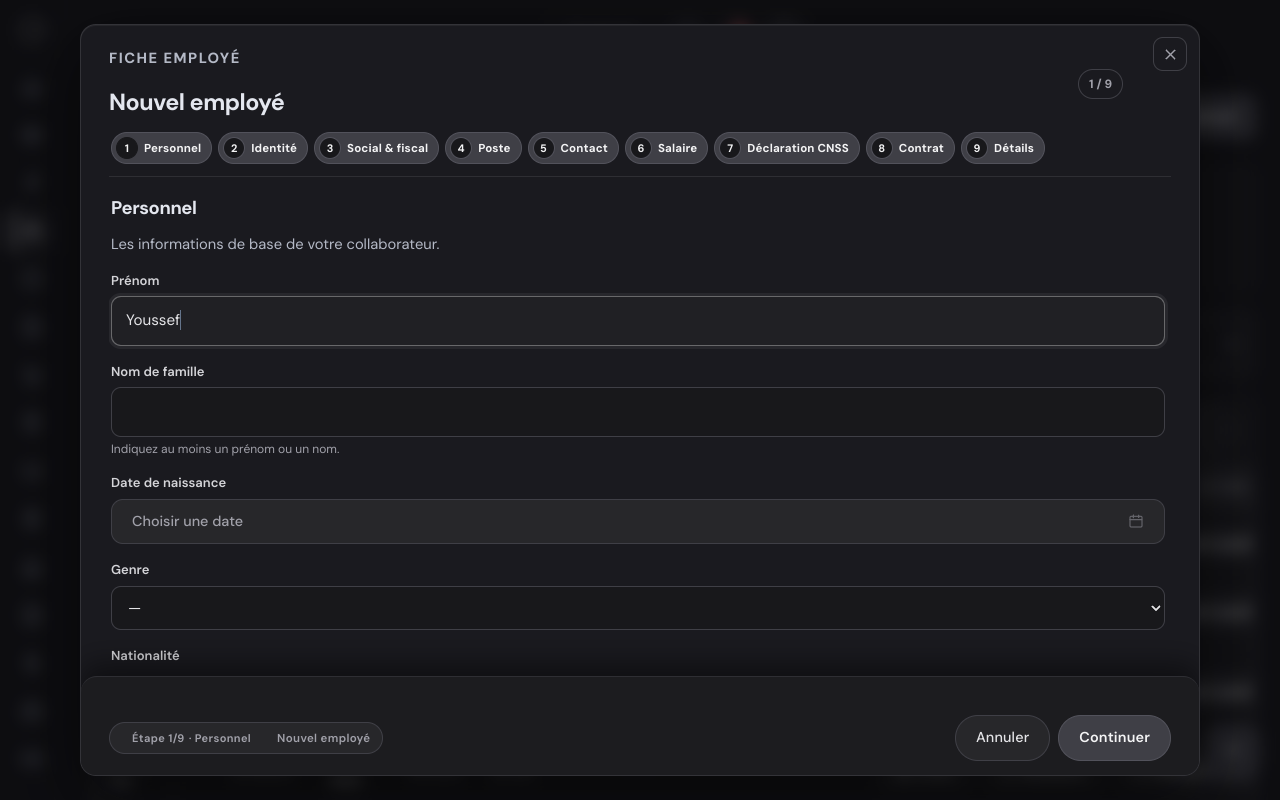 FICHE EMPLOYÉ
Nouvel employé
1 / 9
1 Personnel 2 Identité 3 Social & fiscal 4 Poste 5 Contact 6 Salaire 7 Déclaration CNSS 8 Contrat 9 Détails
Personnel
Les informations de base de votre collaborateur.
Prénom
Youssef
Nom de famille
Indiquez au moins un prénom ou un nom.
Date de naissance
Choisir une date
Genre
—
Nationalité
Étape 1/9 · Personnel Nouvel employé
Annuler Continuer